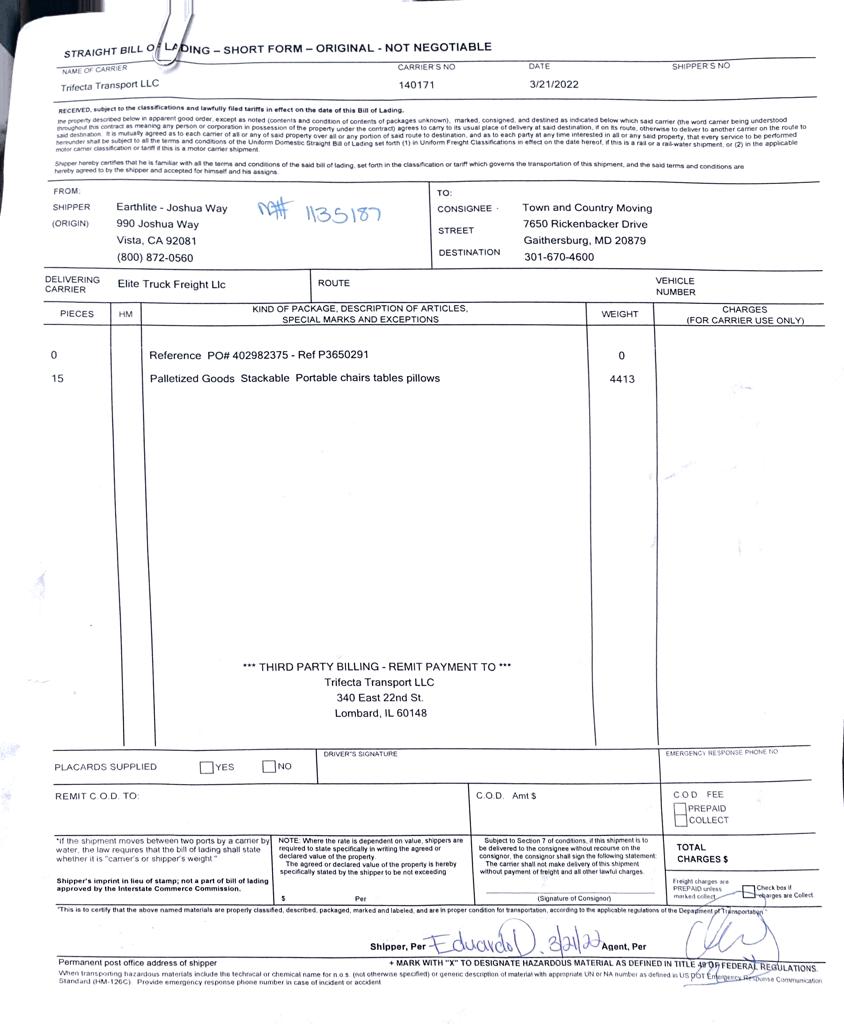 STRAIGHT BILL OF LADING – SHORT FORM – ORIGINAL - NOT NEGOTIABLE
NAME OF CARRIER CARRIER'S NO DATE SHIPPER'S NO
Trifecta Transport LLC 140171 3/21/2022
RECEIVED, subject to the classifications and lawfully filed tariffs in effect on the date of this Bill of Lading.
the property described below in apparent good order, except as noted (contents and condition of contents of packages unknown), marked, consigned, and destined as indicated below which said carrier (the word carrier being understood
throughout this contract as meaning any person or corporation in possession of the property under the contract) agrees to carry to its usual place of delivery at said destination, if on its route, otherwise to deliver to another carrier on the route to
said destination. It is mutually agreed as to each carrier of all or any of said property over all or any portion of said route to destination, and as to each party at any time interested in all or any said property, that every service to be performed
hereunder shall be subject to all the terms and conditions of the Uniform Domestic Straight Bill of Lading set forth (1) in Uniform Freight Classifications in effect on the date hereof, if this is a rail or a rail-water shipment, or (2) in the applicable
motor carrier classification or tariff if this is a motor carrier shipment.
Shipper hereby certifies that he is familiar with all the terms and conditions of the said bill of lading, set forth in the classification or tariff which governs the transportation of this shipment, and the said terms and conditions are
hereby agreed to by the shipper and accepted for himself and his assigns.
FROM: TO:
SHIPPER Earthlite - Joshua Way 1135187 CONSIGNEE - Town and Country Moving
(ORIGIN) 990 Joshua Way STREET 7650 Rickenbacker Drive
Vista, CA 92081 Gaithersburg, MD 20879
(800) 872-0560 DESTINATION 301-670-4600
DELIVERING CARRIER Elite Truck Freight Llc ROUTE VEHICLE NUMBER
PIECES HM KIND OF PACKAGE, DESCRIPTION OF ARTICLES, SPECIAL MARKS AND EXCEPTIONS WEIGHT CHARGES (FOR CARRIER USE ONLY)
0 Reference PO# 402982375 - Ref P3650291 0
15 Palletized Goods Stackable Portable chairs tables pillows 4413
*** THIRD PARTY BILLING - REMIT PAYMENT TO ***
Trifecta Transport LLC
340 East 22nd St.
Lombard, IL 60148
PLACARDS SUPPLIED YES NO DRIVER'S SIGNATURE EMERGENCY RESPONSE PHONE NO
REMIT C.O.D. TO: C.O.D. Amt $ C O D FEE
PREPAID
COLLECT
*If the shipment moves between two ports by a carrier by
water, the law requires that the bill of lading shall state
whether it is "carrier's or shipper's weight"
Shipper's imprint in lieu of stamp; not a part of bill of lading
approved by the Interstate Commerce Commission.
NOTE: Where the rate is dependent on value, shippers are
required to state specifically in writing the agreed or
declared value of the property.
The agreed or declared value of the property is hereby
specifically stated by the shipper to be not exceeding
$ Per
Subject to Section 7 of conditions, if this shipment is to
be delivered to the consignee without recourse on the
consignor, the consignor shall sign the following statement:
The carrier shall not make delivery of this shipment
without payment of freight and all other lawful charges.
(Signature of Consignor)
TOTAL
CHARGES $
Freight charges are
PREPAID unless
marked collect
Check box if
charges are Collect
"This is to certify that the above named materials are properly classified, described, packaged, marked and labeled, and are in proper condition for transportation, according to the applicable regulations of the Department of Transportation"
Shipper, Per Eduardo D. 3/21/22 Agent, Per
Permanent post office address of shipper + MARK WITH "X" TO DESIGNATE HAZARDOUS MATERIAL AS DEFINED IN TITLE 49 OF FEDERAL REGULATIONS.
When transporting hazardous materials include the technical or chemical name for n.o.s. (not otherwise specified) or generic description of material with appropriate UN or NA number as defined in US DOT Emergency Response Communication
Standard (HM-126C) Provide emergency response phone number in case of incident or accident